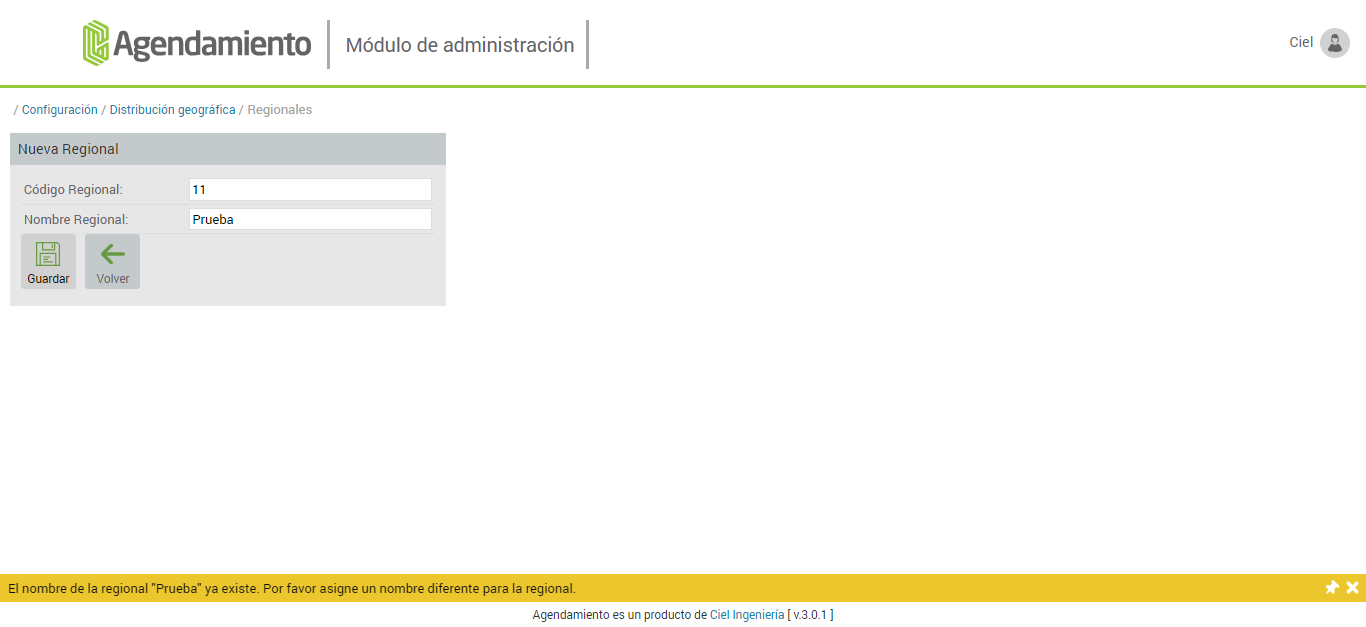 Agendamiento
Módulo de administración
Ciel
/ Configuración / Distribución geográfica / Regionales
Nueva Regional
Código Regional: 11
Nombre Regional: Prueba
Guardar Volver
El nombre de la regional "Prueba" ya existe. Por favor asigne un nombre diferente para la regional.
Agendamiento es un producto de Ciel Ingeniería [ v.3.0.1 ]